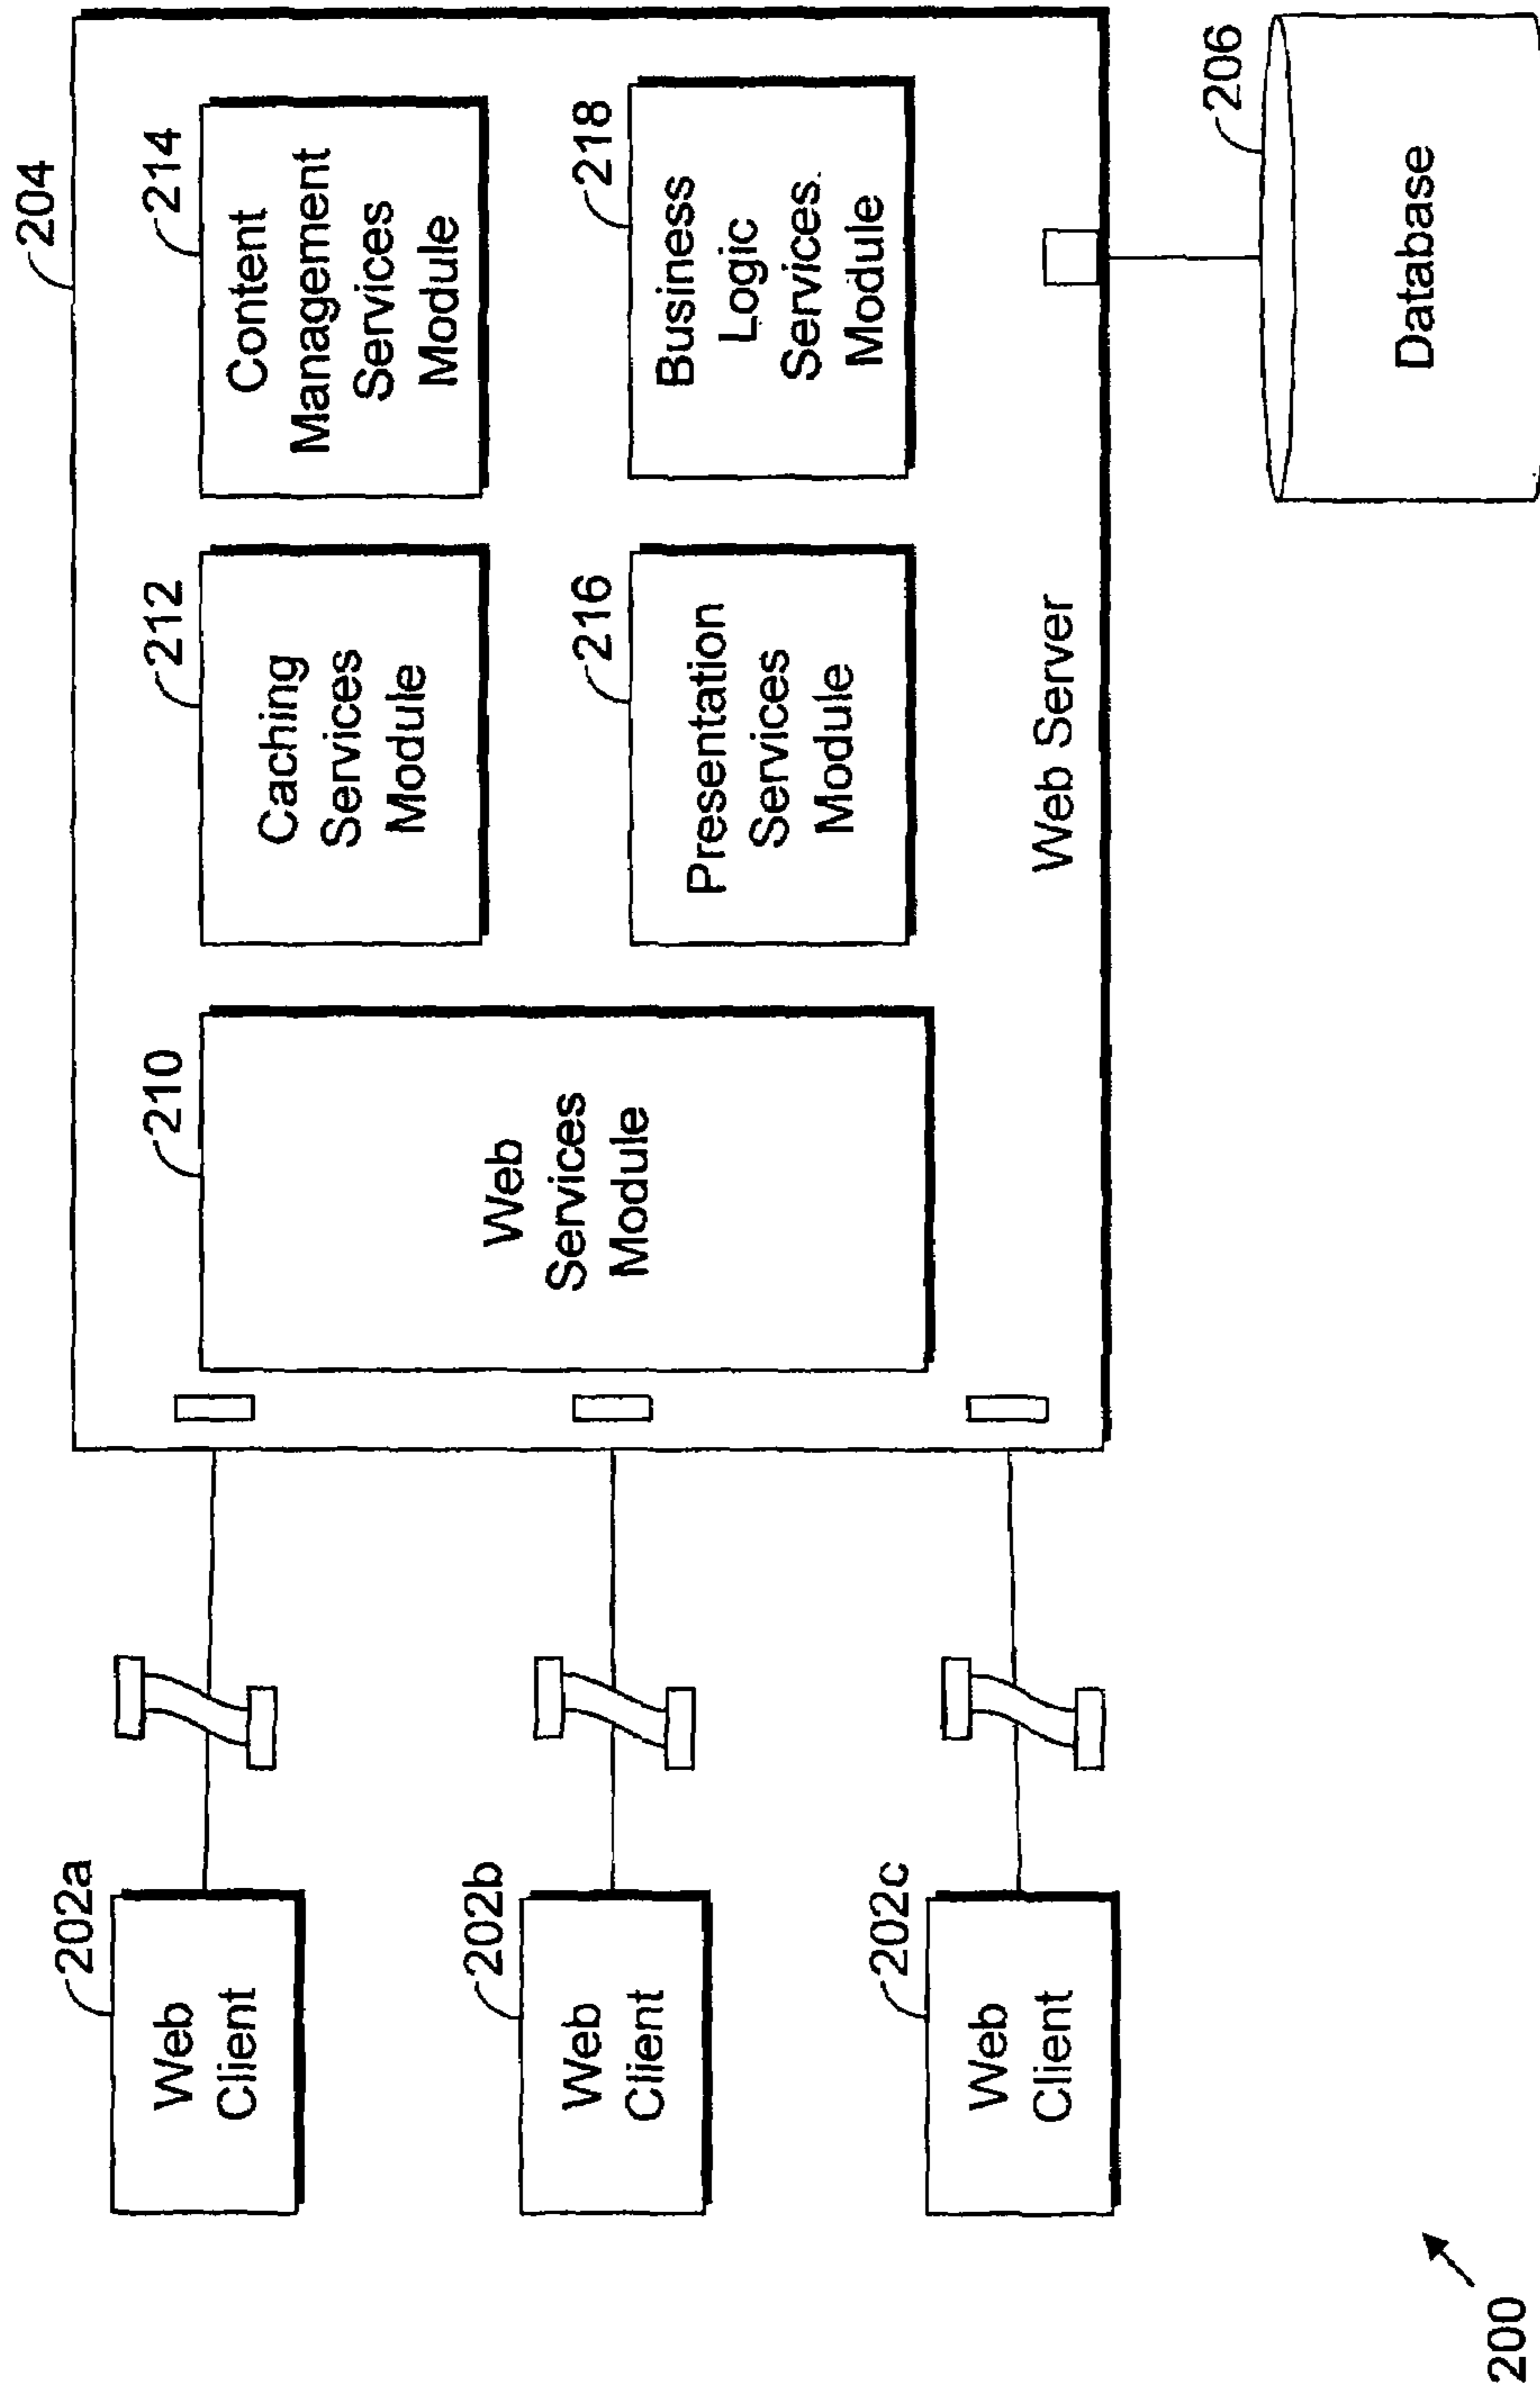 204
202a
Web
Client
202b
Web
Client
202c
Web
Client
210
Web
Services
Module
212
Caching
Services
Module
214
Content
Management
Services
Module
216
Presentation
Services
Module
218
Business
Logic
Services.
Module
Web Server
206
Database
200